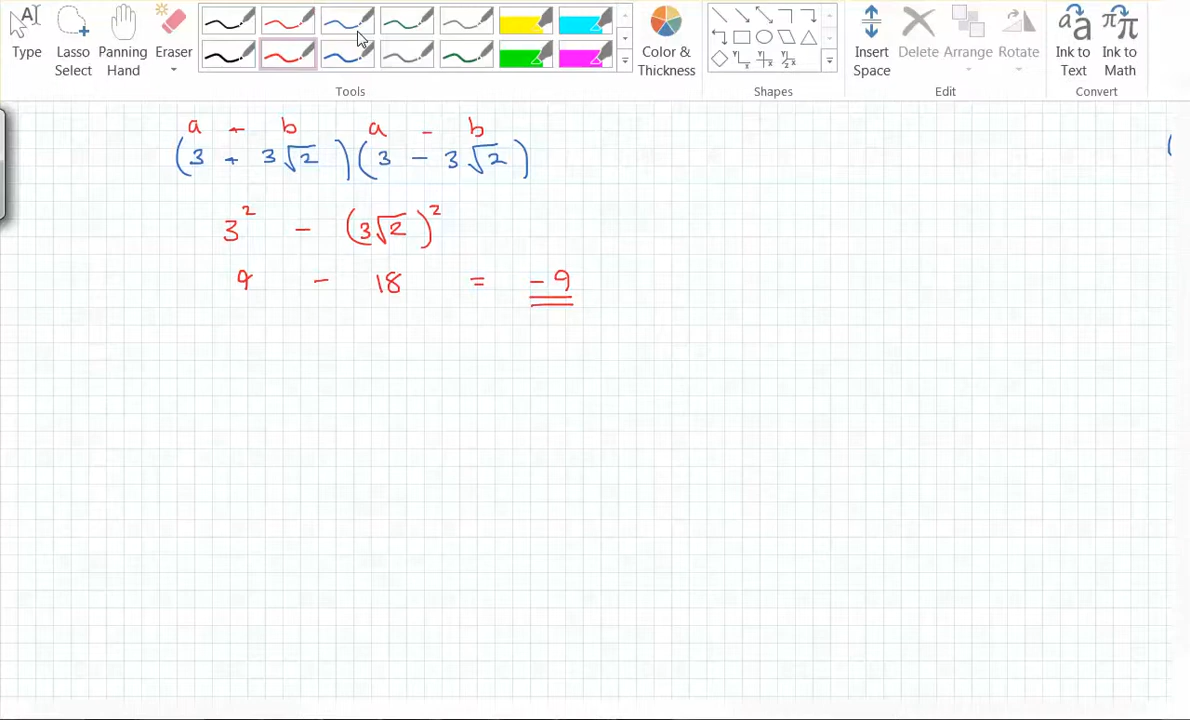 Type
Lasso Select
Panning Hand
Eraser
Color & Thickness
Insert Space
Delete
Arrange
Rotate
Ink to Text
Ink to Math
Tools
Shapes
Edit
Convert
a + b a - b
(3 + 3√2)(3 - 3√2)
3² - (3√2)²
9 - 18 = -9